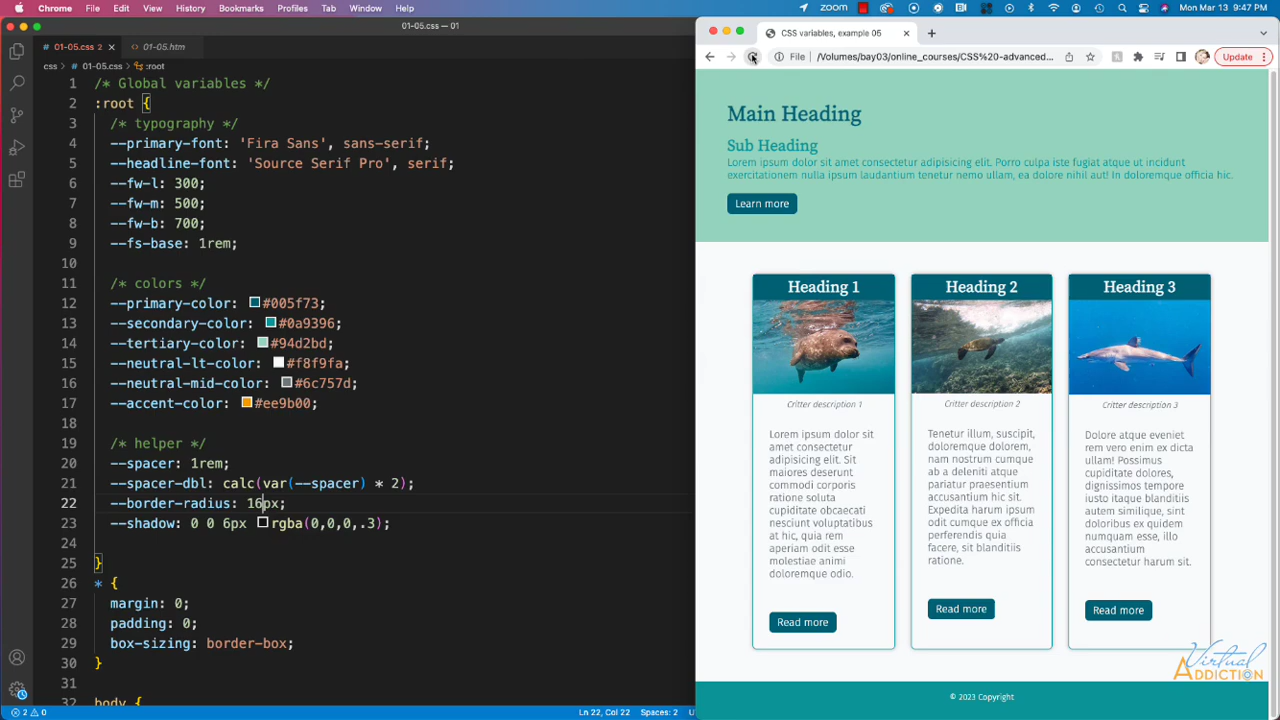 Zoom File Edit View History Bookmarks Profiles Tab Window Help
Mon Mar 13 9:47 PM
01-05.css — 01
01-05.css 2
01-05.htm
css › 01-05.css › :root
1 /* Global variables */
2 :root {
3 /* typography */
4 --primary-font: 'Fira Sans', sans-serif;
5 --headline-font: 'Source Serif Pro', serif;
6 --fw-l: 300;
7 --fw-m: 500;
8 --fw-b: 700;
9 --fs-base: 1rem;
10
11 /* colors */
12 --primary-color: #005f73;
13 --secondary-color: #0a9396;
14 --tertiary-color: #94d2bd;
15 --neutral-lt-color: #f8f9fa;
16 --neutral-mid-color: #6c757d;
17 --accent-color: #ee9b00;
18
19 /* helper */
20 --spacer: 1rem;
21 --spacer-dbl: calc(var(--spacer) * 2);
22 --border-radius: 16px;
23 --shadow: 0 0 6px rgba(0,0,0,.3);
24
25 }
26 * {
27 margin: 0;
28 padding: 0;
29 box-sizing: border-box;
30 }
31
32 body {
2 0
Ln 22, Col 22 Spaces: 2 U
CSS variables, example 05
File /Volumes/bay03/online_courses/CSS%20-advanced...
Update
Main Heading
Sub Heading
Lorem ipsum dolor sit amet consectetur adipisicing elit. Porro culpa iste fugiat atque ut incidunt
exercitationem nulla ipsum laudantium tenetur nemo ullam, ea dolore nihil aut! In doloremque officia hic.
Learn more
Heading 1
Critter description 1
Lorem ipsum dolor sit
amet consectetur
adipisicing elit. Sit
maiores deserunt
commodi corporis
ratione soluta
cupiditate obcaecati
nesciunt numquam
at hic, quia rem
aperiam odit esse
molestiae animi
doloremque odio.
Read more
Heading 2
Critter description 2
Tenetur illum, suscipit,
doloremque dolorem,
nam nostrum cumque
ab a deleniti atque
pariatur praesentium
accusantium hic sit.
Expedita harum ipsum
ex cumque officia
perferendis quia
facere, sit blanditiis
ratione.
Read more
Heading 3
Critter description 3
Dolore atque eveniet
rem vero enim ex dicta
ullam! Possimus
cupiditate dolores,
dignissimos tempore
iusto architecto
quisquam, ex sit dolor
numquam esse, illo
accusantium
consectetur harum sit.
Read more
Virtual
ADDICTION
© 2023 Copyright